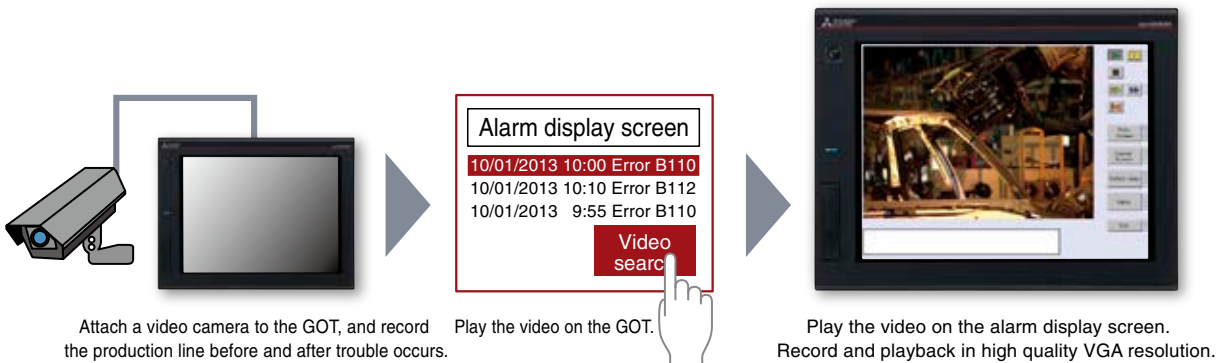 Alarm display screen
10/01/2013 10:00 Error B110
10/01/2013 10:10 Error B112
10/01/2013 9:55 Error B110
Video
searc
Attach a video camera to the GOT, and record
the production line before and after trouble occurs.
Play the video on the GOT.
Play the video on the alarm display screen.
Record and playback in high quality VGA resolution.